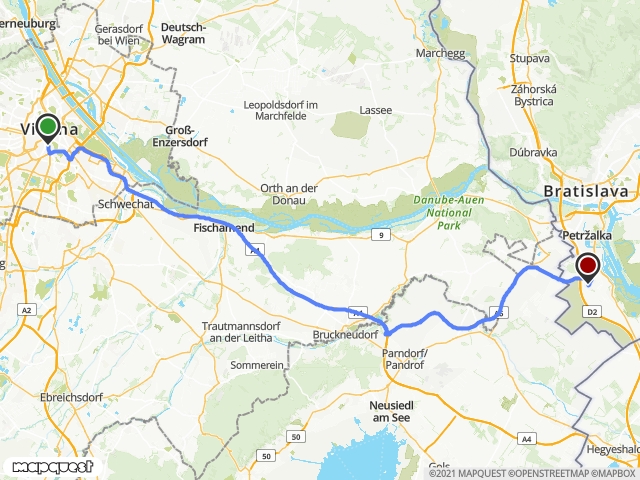 erneuburg
Gerasdorf
bei Wien
Deutsch-
Wagram
Marchegg
Stupava
Leopoldsdorf im
Marchfelde
Lassee
Záhorská
Bystrica
Vi nna
Groß-
Enzersdorf
Dúbravka
Orth an der
Donau
Danube-Auen
National
Park
Bratislava
Schwechat
Fischamend
9
Petržalka
A4
A2
Trautmannsdorf
an der Leitha
A4
Bruckneudorf
A6
D2
Sommerein
Parndorf/
Pandrof
Ebreichsdorf
Neusiedl
am See
50
50
A4
Hegyeshalo
Gols
mapquest
©2021 MAPQUEST ©OPENSTREETMAP ©MAPBOX